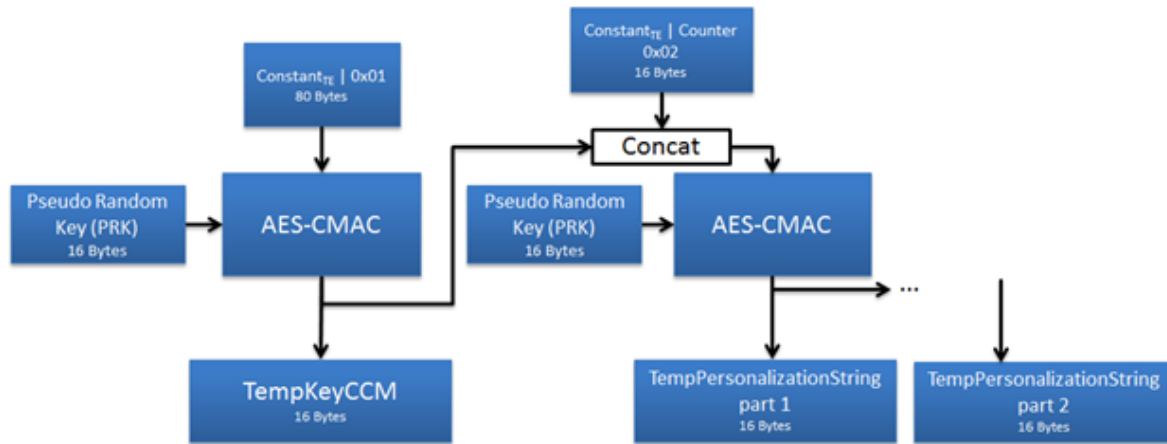 Constant_TE | 0x01
80 Bytes
Constant_TE | Counter
0x02
16 Bytes
Concat
Pseudo Random
Key (PRK)
16 Bytes
AES-CMAC
Pseudo Random
Key (PRK)
16 Bytes
AES-CMAC
...
TempKeyCCM
16 Bytes
TempPersonalizationString
part 1
16 Bytes
TempPersonalizationString
part 2
16 Bytes